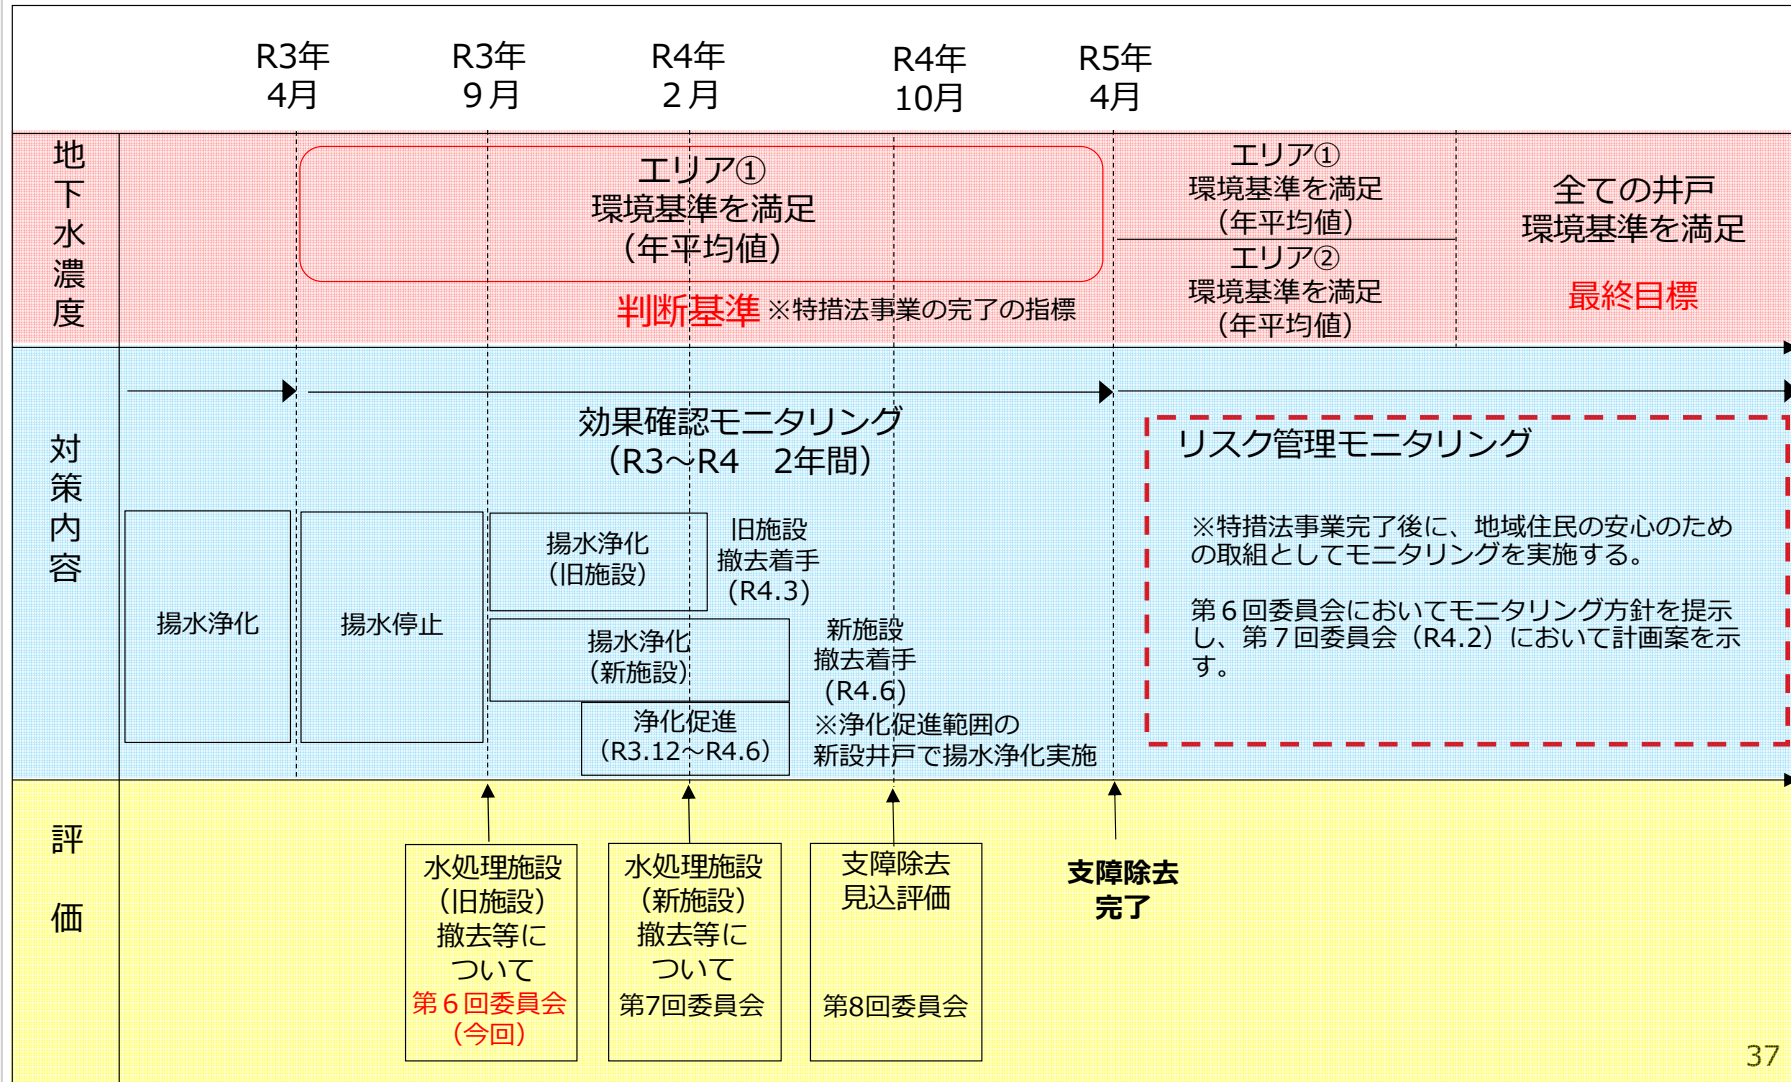 R3年
4月
R3年
９月
R4年
２月
R4年
10月
R5年
4月
地下水濃度
エリア①
環境基準を満足
（年平均値）
判断基準 ※特措法事業の完了の指標
エリア①
環境基準を満足
（年平均値）
エリア②
環境基準を満足
（年平均値）
全ての井戸
環境基準を満足
最終目標
対策内容
効果確認モニタリング
（R3～R4　2年間）
揚水浄化
揚水停止
揚水浄化
（旧施設）
旧施設
撤去着手
(R4.3)
揚水浄化
（新施設）
新施設
撤去着手
(R4.6)
浄化促進
（R3.12～R4.6）
※浄化促進範囲の
新設井戸で揚水浄化実施
リスク管理モニタリング
※特措法事業完了後に、地域住民の安心のため
の取組としてモニタリングを実施する。
第６回委員会においてモニタリング方針を提示
し、第７回委員会（R4.2）において計画案を示
す。
評価
水処理施設
（旧施設）
撤去等に
ついて
第６回委員会
（今回）
水処理施設
（新施設）
撤去等に
ついて
第7回委員会
支障除去
見込評価
第8回委員会
支障除去
完了
37